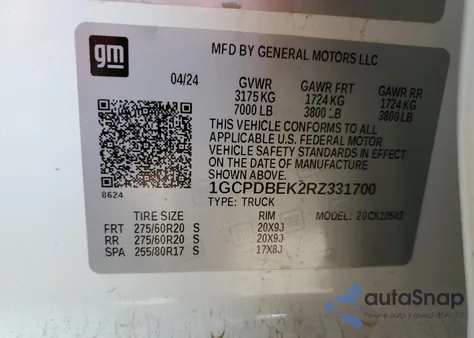 gm
MFD BY GENERAL MOTORS LLC
04/24 GVWR GAWR FRT GAWR RR
3175 KG 1724 KG 1724 KG
7000 LB 3800 LB 3800 LB
THIS VEHICLE CONFORMS TO ALL
APPLICABLE U.S. FEDERAL MOTOR
VEHICLE SAFETY STANDARDS IN EFFECT
ON THE DATE OF MANUFACTURE
SHOWN ABOVE.
8624
1GCPDBEK2RZ331700
TYPE: TRUCK
TIRE SIZE RIM MODEL:
FRT 275/60R20 S 20X9J
RR 275/60R20 S 20X9J
SPA 255/80R17 S 17X8J
autoSnap